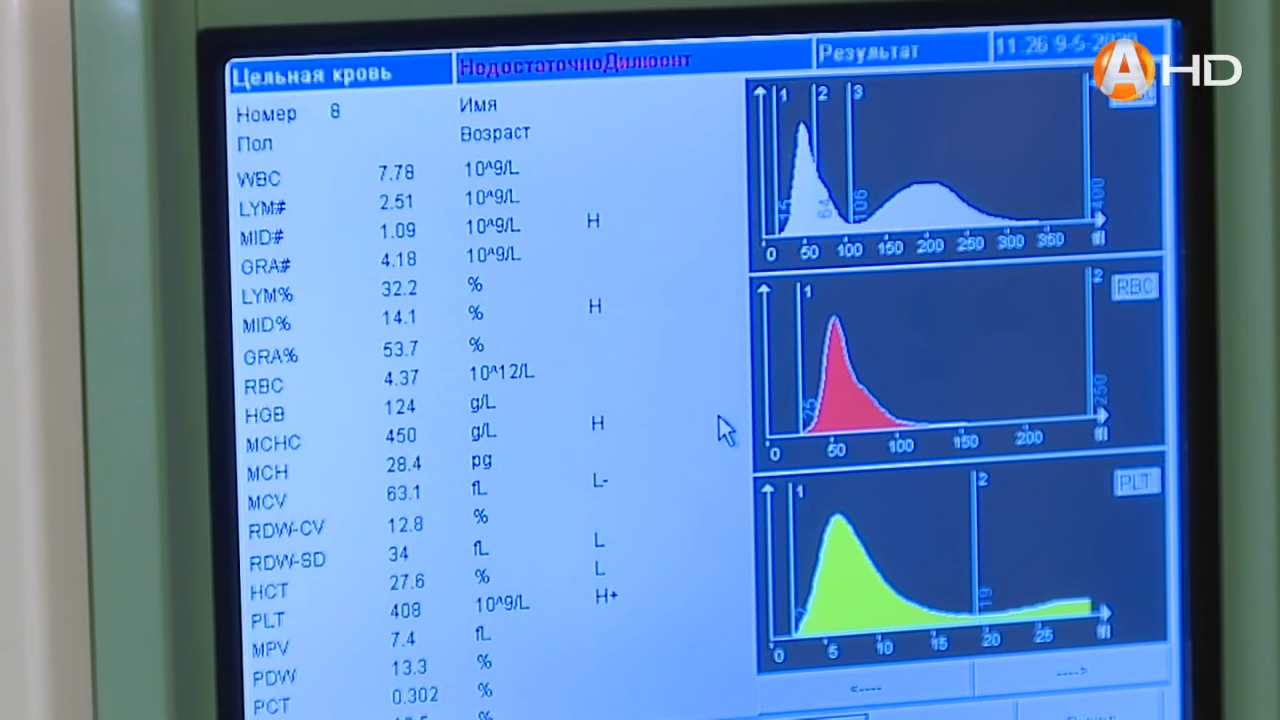 Цельная кровь НедостаточноДилюент Результат
Номер 8 Имя
Пол Возраст
WBC 7.78 10^9/L
LYM# 2.51 10^9/L
MID# 1.09 10^9/L H
GRA# 4.18 10^9/L
LYM% 32.2 %
MID% 14.1 % H
GRA% 53.7 %
RBC 4.37 10^12/L
HGB 124 g/L
MCHC 450 g/L H
MCH 28.4 pg
MCV 63.1 fL L-
RDW-CV 12.8 %
RDW-SD 34 fL L
HCT 27.6 % L
PLT 408 10^9/L H+
MPV 7.4 fL
PDW 13.3 %
PCT 0.302 %
11:26 9-5-
A HD
1 2 3
15 64 106 400
0 50 100 150 200 250 300 350 fl
1 2 RBC
25 250
0 50 100 150 200 fl
1 2 PLT
19
0 5 10 15 20 25 fl
<---- ---->